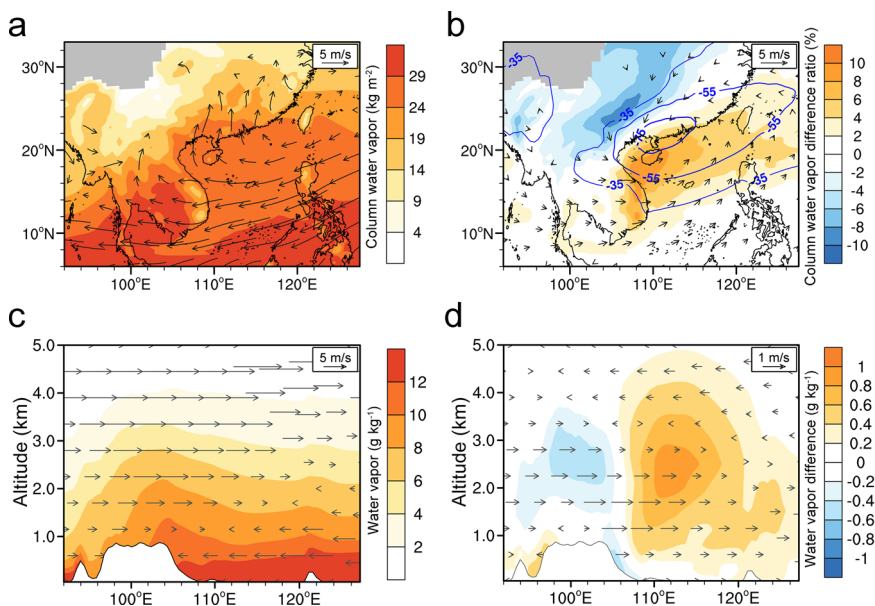 a
5 m/s
30°N
20°N
10°N
100°E
110°E
120°E
29
24
19
14
9
4
Column water vapor (kg m⁻²)
b
5 m/s
-35
-35
-55
-75
-55
-35
-35
100°E
110°E
120°E
10
8
6
4
2
0
-2
-4
-6
-8
-10
Column water vapor difference ratio (%)
c
5 m/s
5.0
4.0
3.0
2.0
1.0
Altitude (km)
100°E
110°E
120°E
12
10
8
6
4
2
Water vapor (g kg⁻¹)
d
1 m/s
5.0
4.0
3.0
2.0
1.0
Altitude (km)
100°E
110°E
120°E
1
0.8
0.6
0.4
0.2
0
-0.2
-0.4
-0.6
-0.8
-1
Water vapor difference (g kg⁻¹)